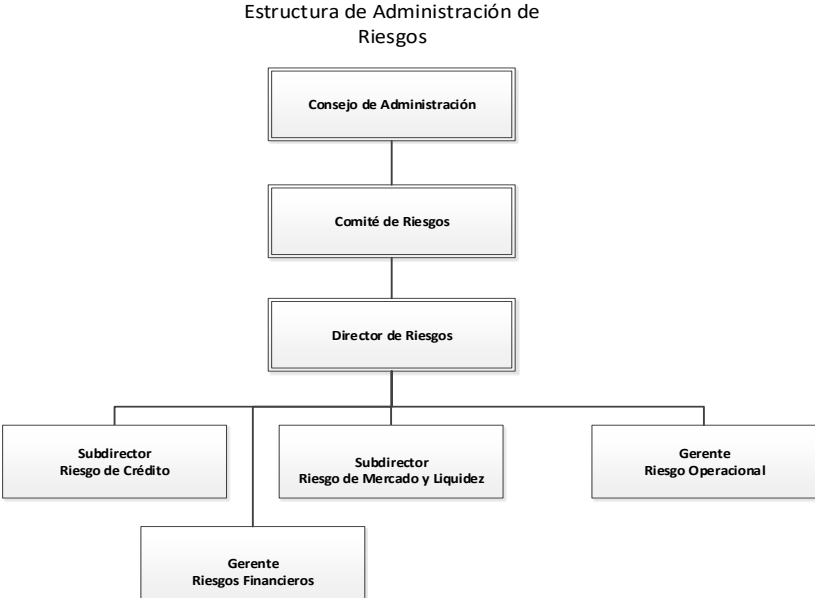 Estructura de Administración de
Riesgos
Consejo de Administración
Comité de Riesgos
Director de Riesgos
Subdirector
Riesgo de Crédito
Subdirector
Riesgo de Mercado y Liquidez
Gerente
Riesgo Operacional
Gerente
Riesgos Financieros